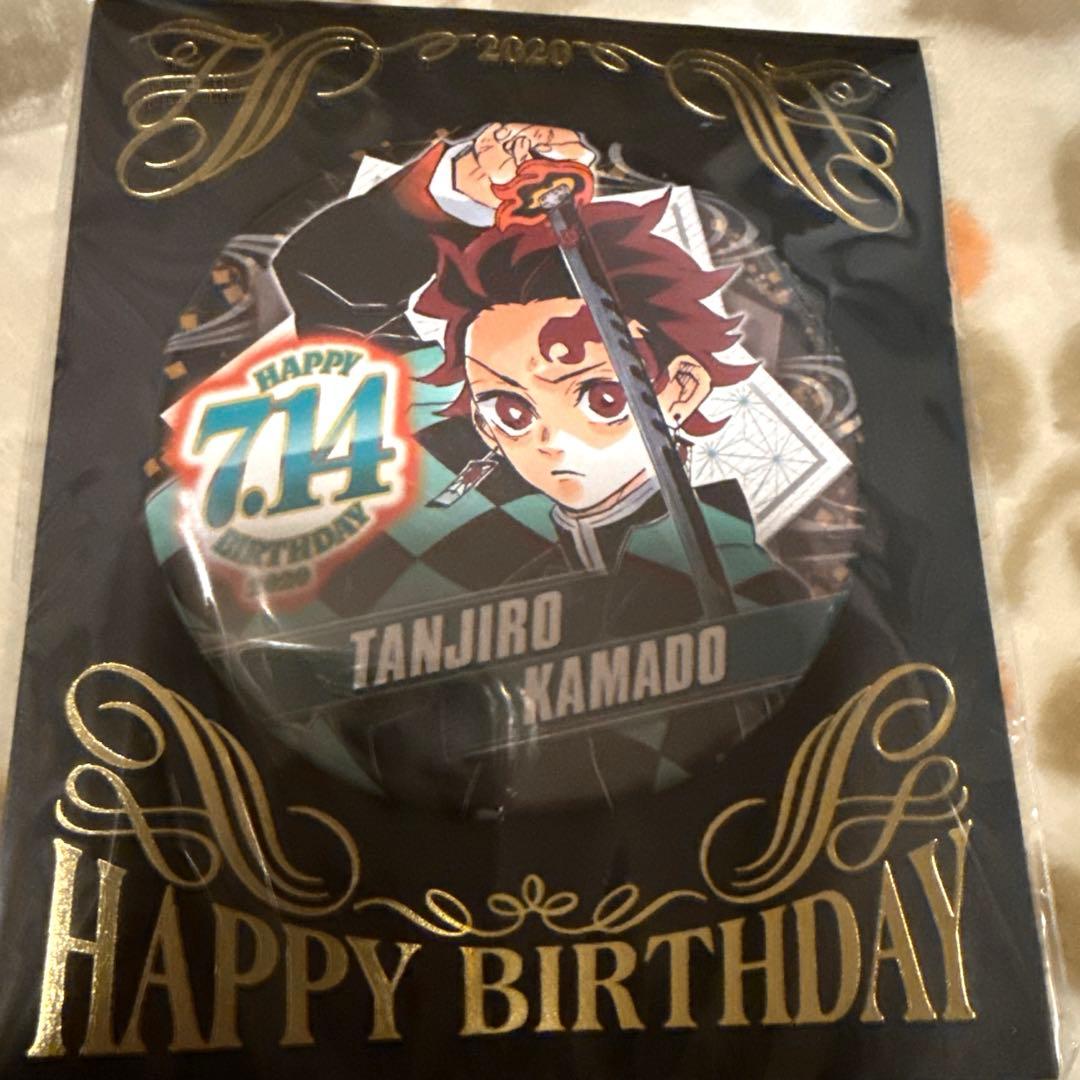 2020
HAPPY
7.14
BIRTHDAY
2020
TANJIRO
KAMADO
HAPPY BIRTHDAY